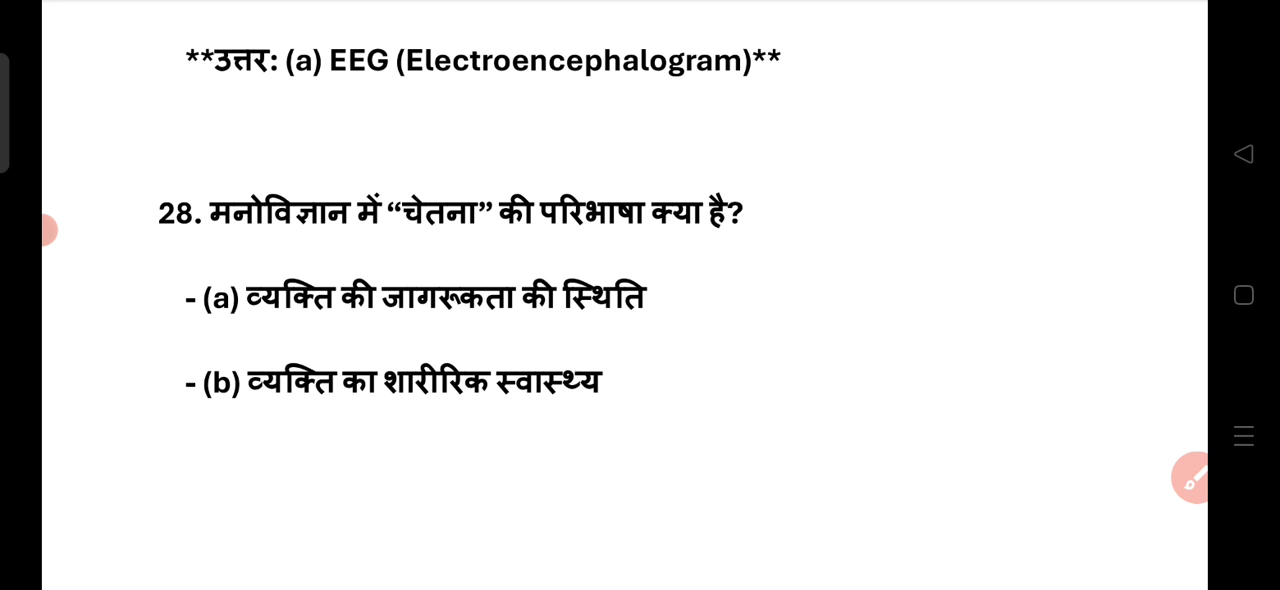 **उत्तर: (a) EEG (Electroencephalogram)**
28. मनोविज्ञान में “चेतना” की परिभाषा क्या है?
- (a) व्यक्ति की जागरूकता की स्थिति
- (b) व्यक्ति का शारीरिक स्वास्थ्य